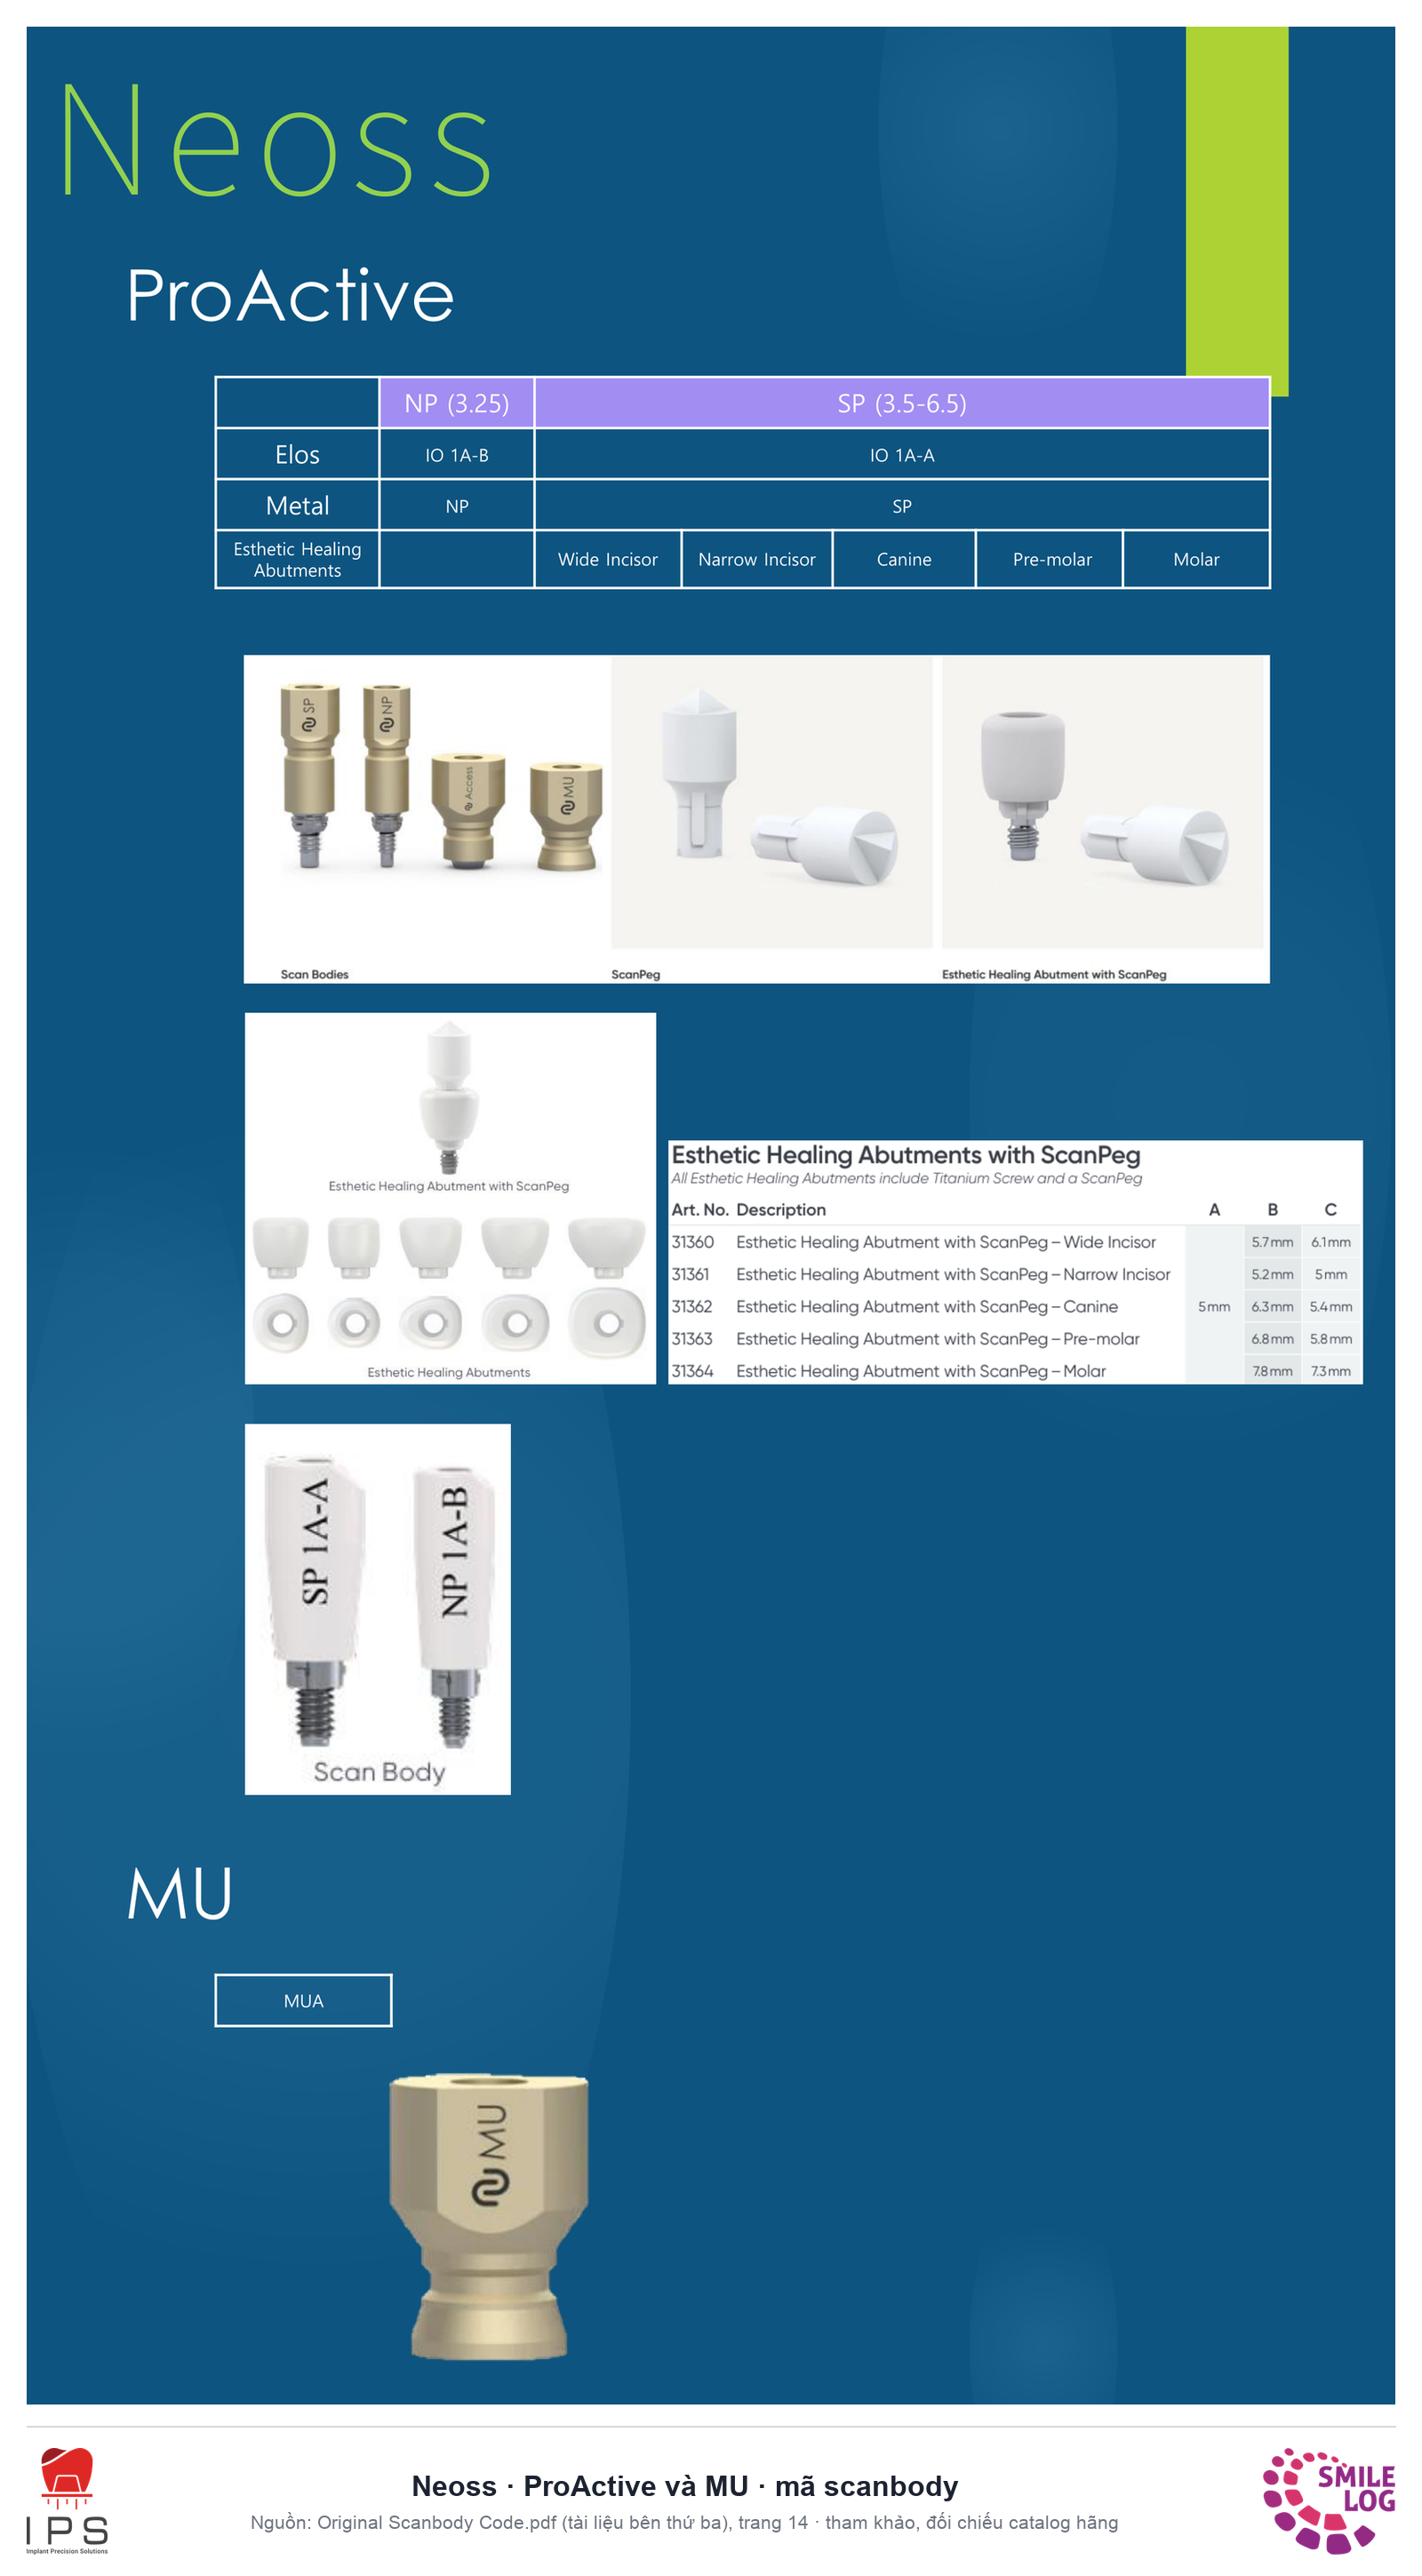 Neoss
ProActive
NP (3.25) SP (3.5-6.5)
Elos IO 1A-B IO 1A-A
Metal NP SP
Esthetic Healing Abutments Wide Incisor Narrow Incisor Canine Pre-molar Molar
SP
NP
Access
MU
Scan Bodies
ScanPeg
Esthetic Healing Abutment with ScanPeg
Esthetic Healing Abutment with ScanPeg
Esthetic Healing Abutments
Esthetic Healing Abutments with ScanPeg
All Esthetic Healing Abutments include Titanium Screw and a ScanPeg
Art. No. Description A B C
31360 Esthetic Healing Abutment with ScanPeg – Wide Incisor 5.7mm 6.1mm
31361 Esthetic Healing Abutment with ScanPeg – Narrow Incisor 5.2mm 5mm
31362 Esthetic Healing Abutment with ScanPeg – Canine 5mm 6.3mm 5.4mm
31363 Esthetic Healing Abutment with ScanPeg – Pre-molar 6.8mm 5.8mm
31364 Esthetic Healing Abutment with ScanPeg – Molar 7.8mm 7.3mm
SP 1A-A
NP 1A-B
Scan Body
MU
MUA
MU
IPS
Implant Precision Solutions
Neoss · ProActive và MU · mã scanbody
Nguồn: Original Scanbody Code.pdf (tài liệu bên thứ ba), trang 14 · tham khảo, đối chiếu catalog hãng
SMILE
LOG